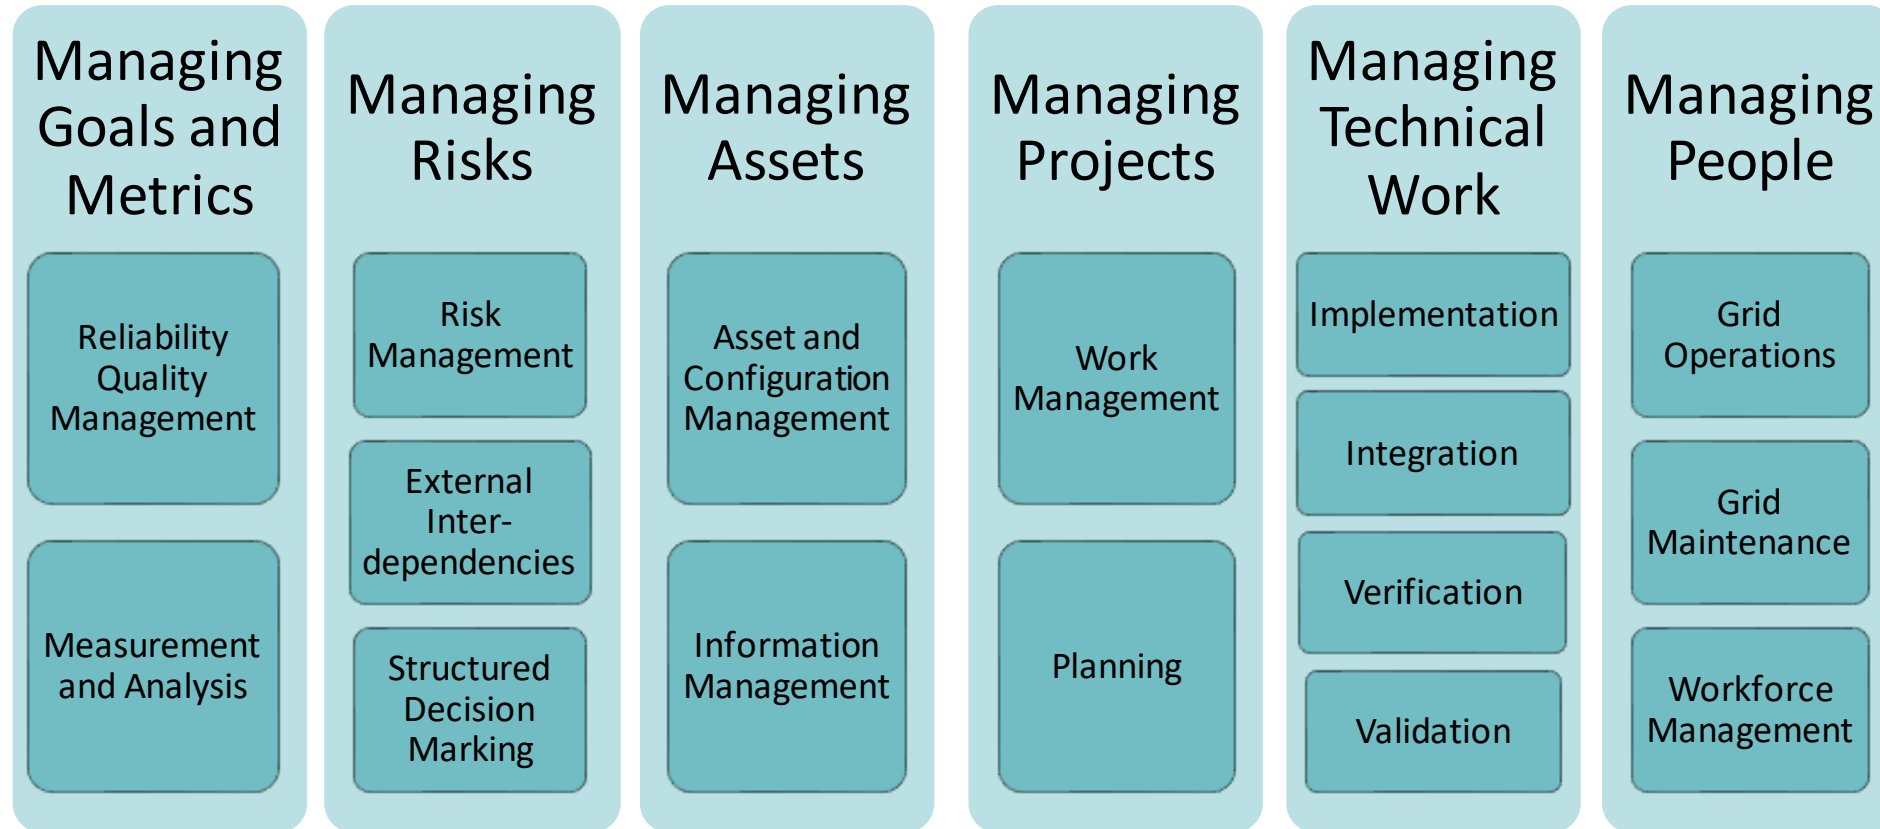 Managing
Goals and
Metrics
Reliability
Quality
Management
Measurement
and Analysis
Managing
Risks
Risk
Management
External
Inter-
dependencies
Structured
Decision
Marking
Managing
Assets
Asset and
Configuration
Management
Information
Management
Managing
Projects
Work
Management
Planning
Managing
Technical
Work
Implementation
Integration
Verification
Validation
Managing
People
Grid
Operations
Grid
Maintenance
Workforce
Management